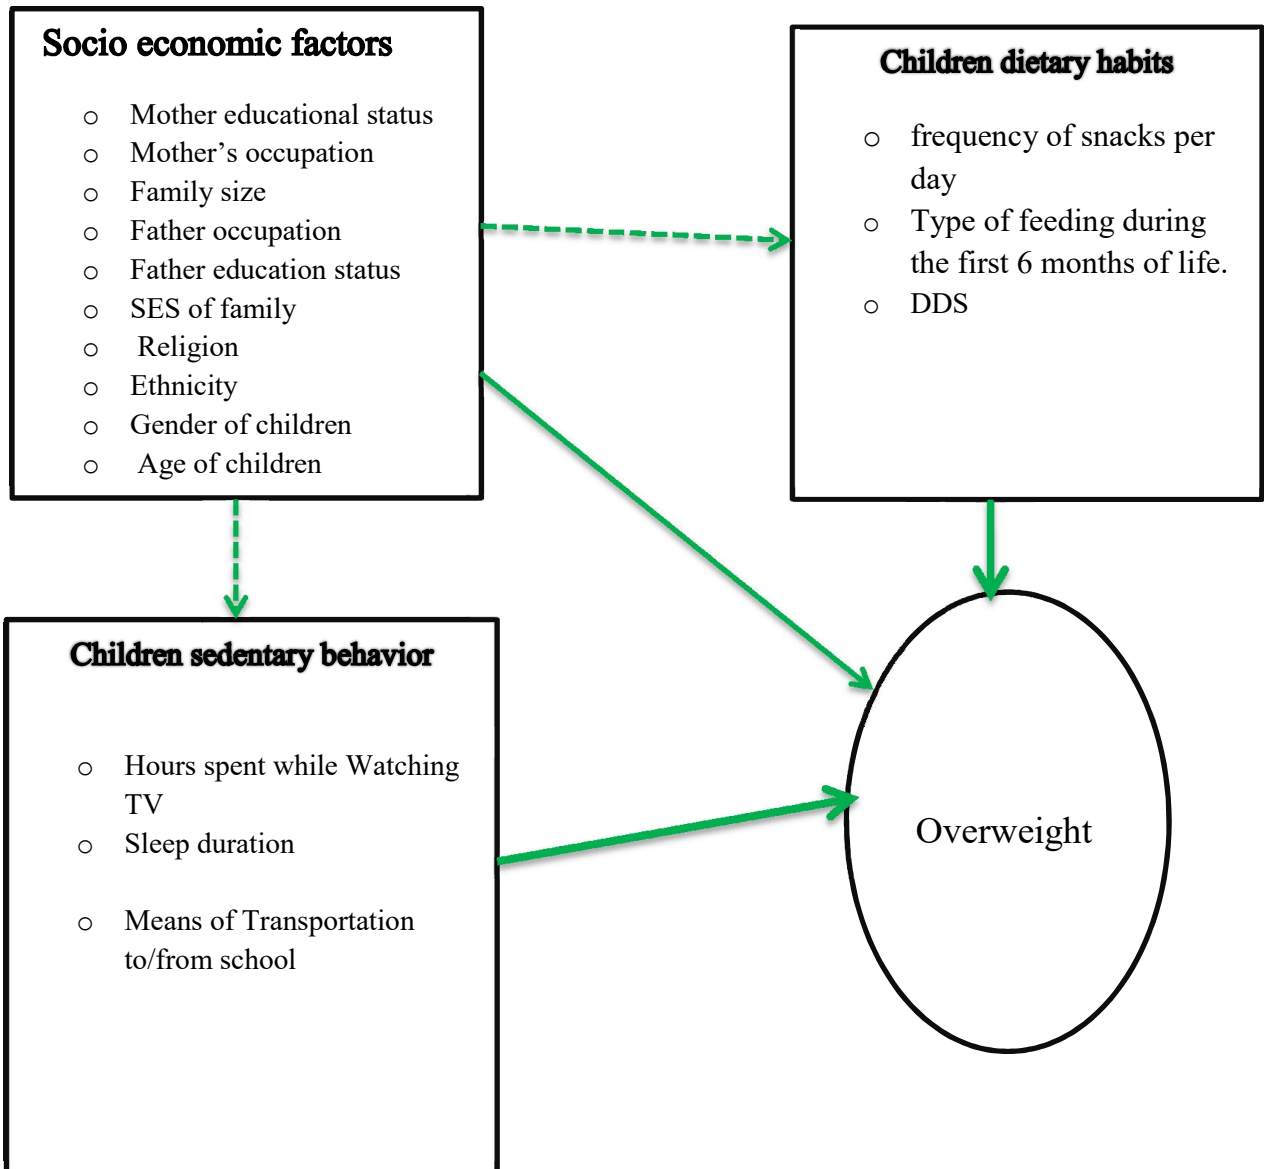 Socio economic factors
o Mother educational status
o Mother’s occupation
o Family size
o Father occupation
o Father education status
o SES of family
o Religion
o Ethnicity
o Gender of children
o Age of children
Children dietary habits
o frequency of snacks per
day
o Type of feeding during
the first 6 months of life.
o DDS
Children sedentary behavior
o Hours spent while Watching
TV
o Sleep duration
o Means of Transportation
to/from school
Overweight